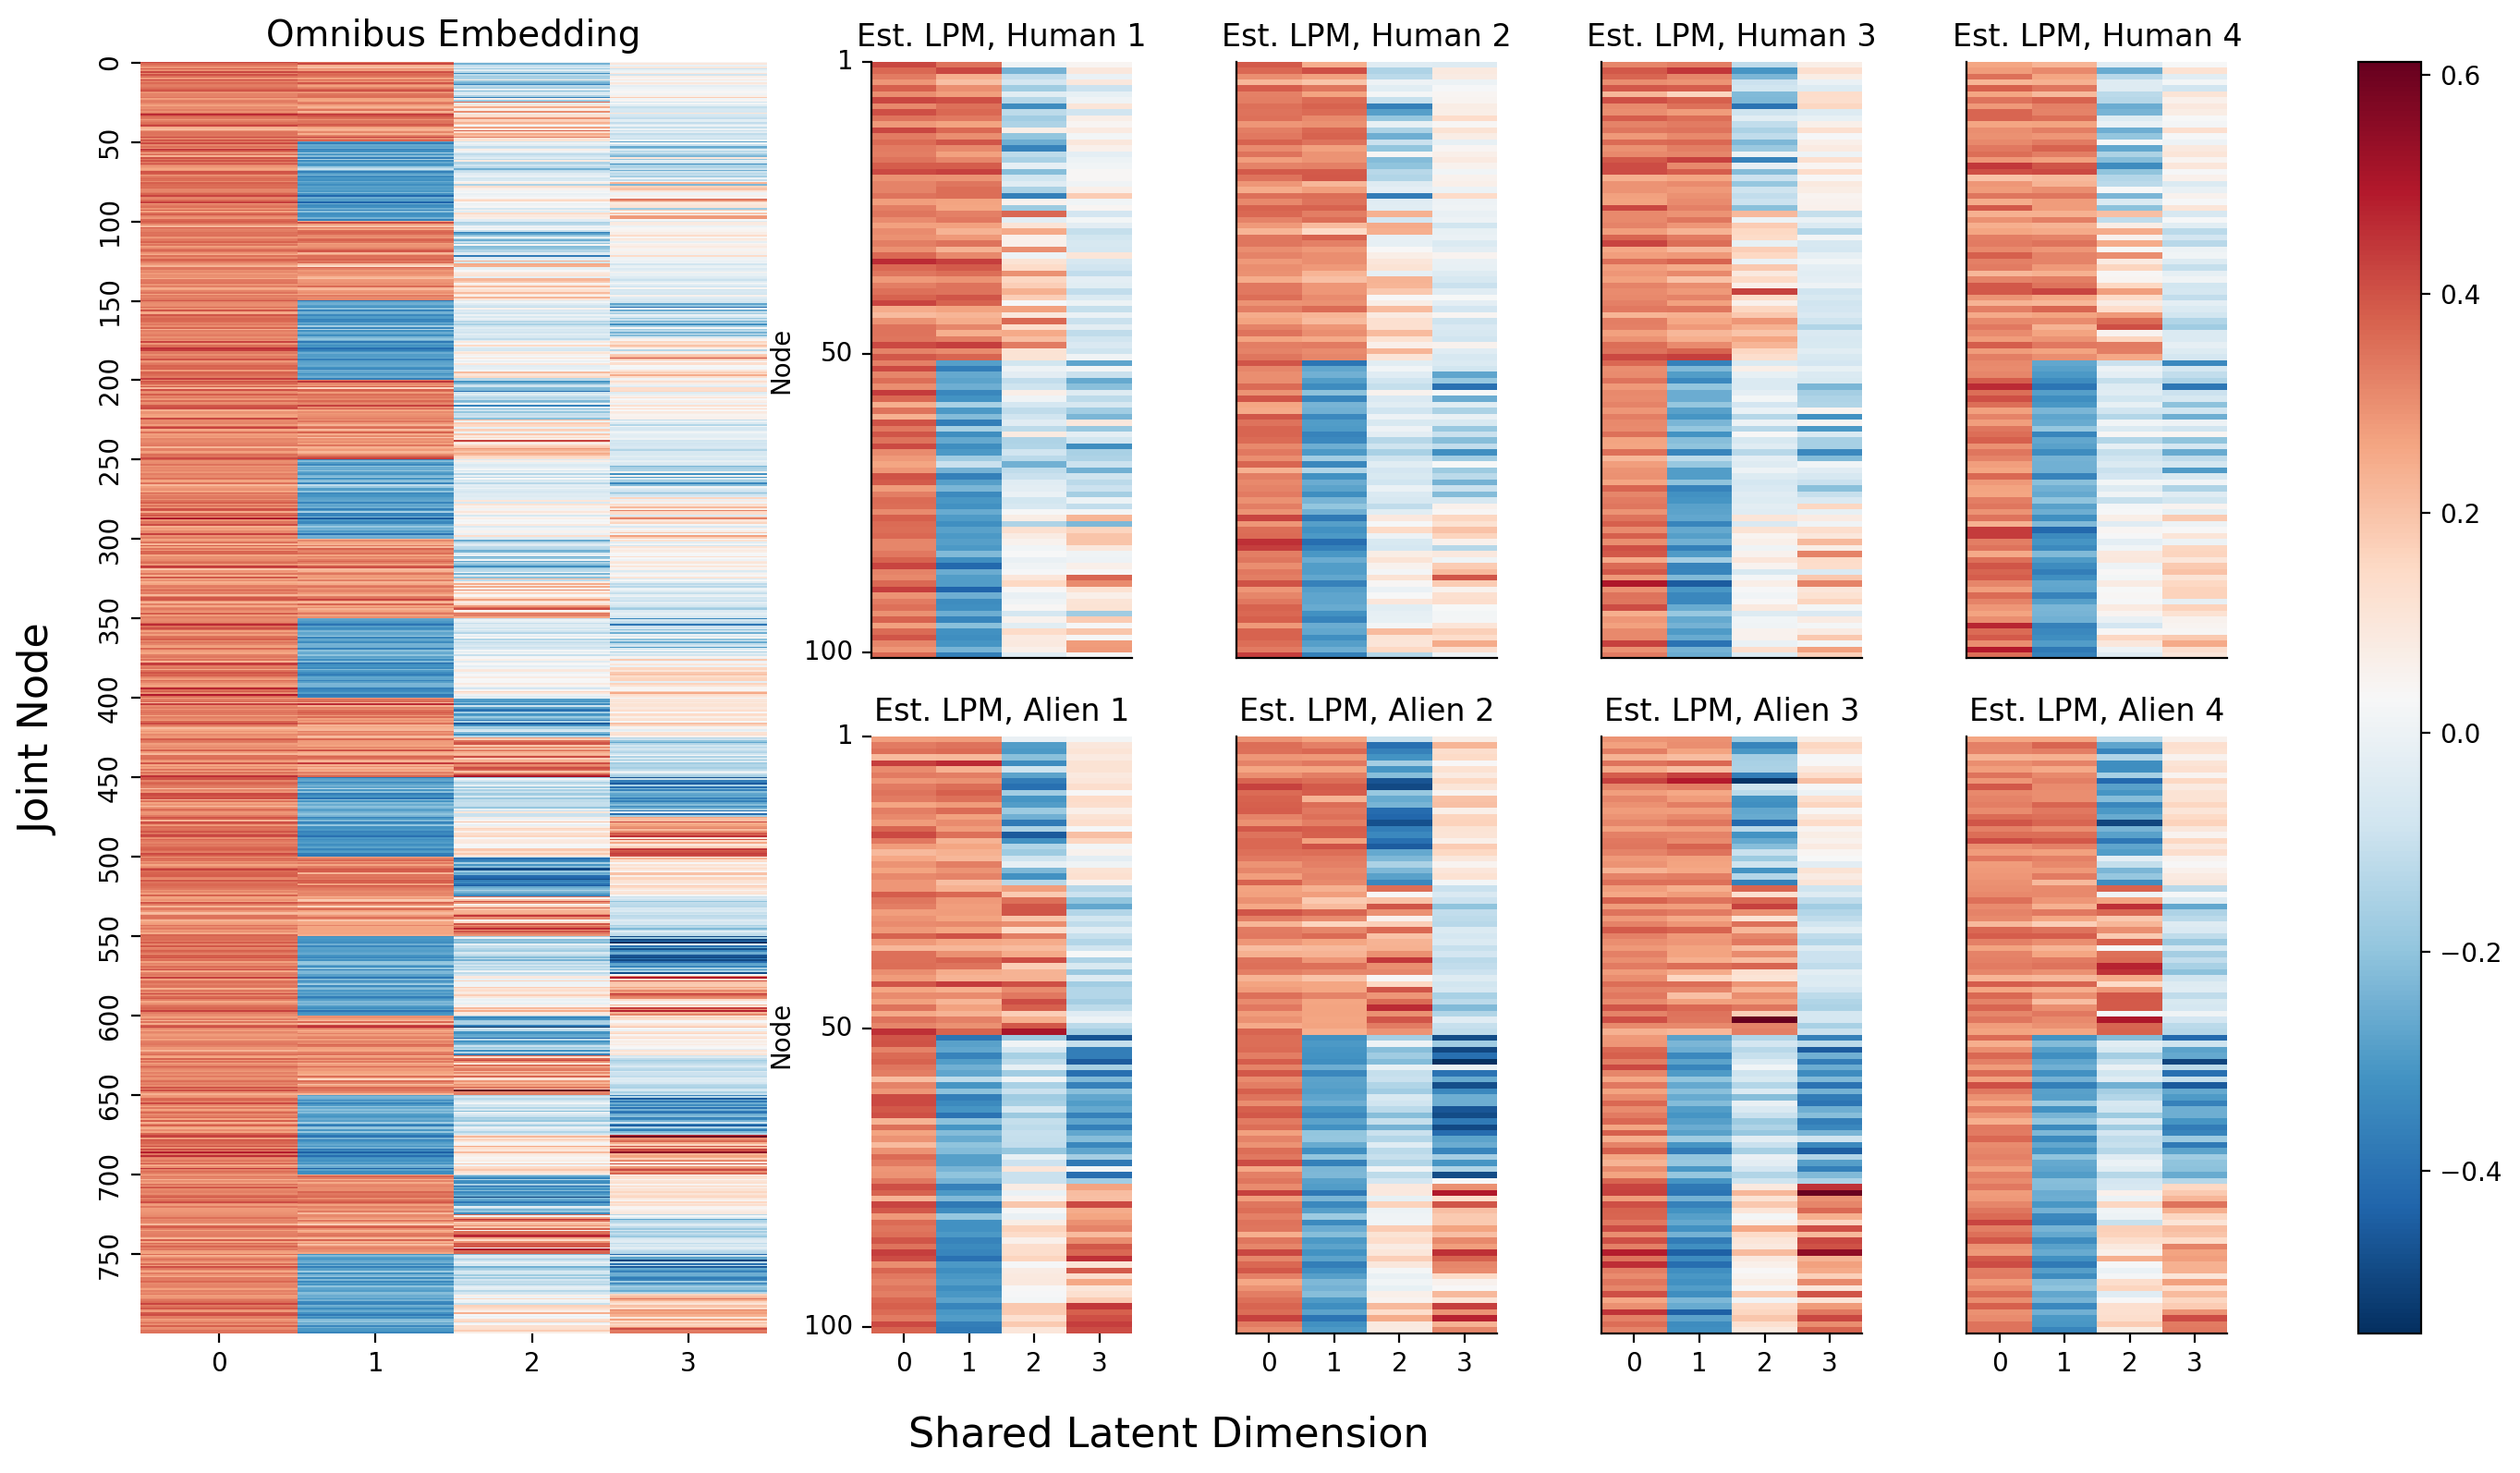 Omnibus Embedding
Est. LPM, Human 1
Est. LPM, Human 2
Est. LPM, Human 3
Est. LPM, Human 4
Joint Node
0
50
100
150
200
250
300
350
400
450
500
550
600
650
700
750
0 1 2 3
Node
1
50
100
Est. LPM, Alien 1
Est. LPM, Alien 2
Est. LPM, Alien 3
Est. LPM, Alien 4
Node
1
50
100
0 1 2 3
0 1 2 3
0 1 2 3
0 1 2 3
0.6
0.4
0.2
0.0
−0.2
−0.4
Shared Latent Dimension